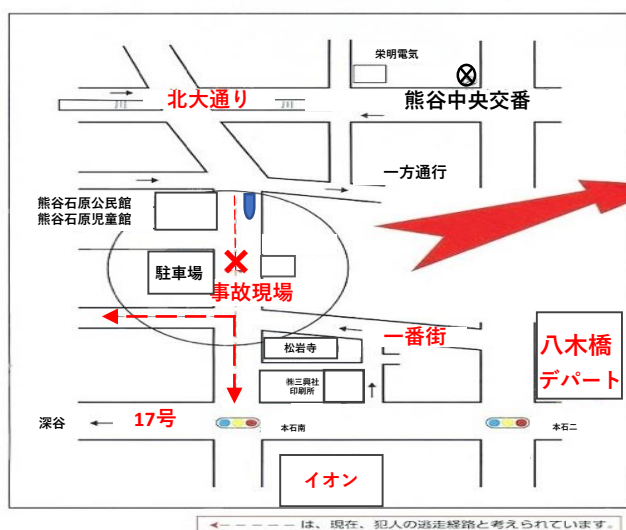 栄明電気
北大通り
熊谷中央交番
一方通行
熊谷石原公民館
熊谷石原児童館
駐車場
事故現場
一番街
松岩寺
八木橋
デパート
㈱三興社
印刷所
深谷
17号
本石南
本石二
イオン
は、現在、犯人の逃走経路と考えられています。